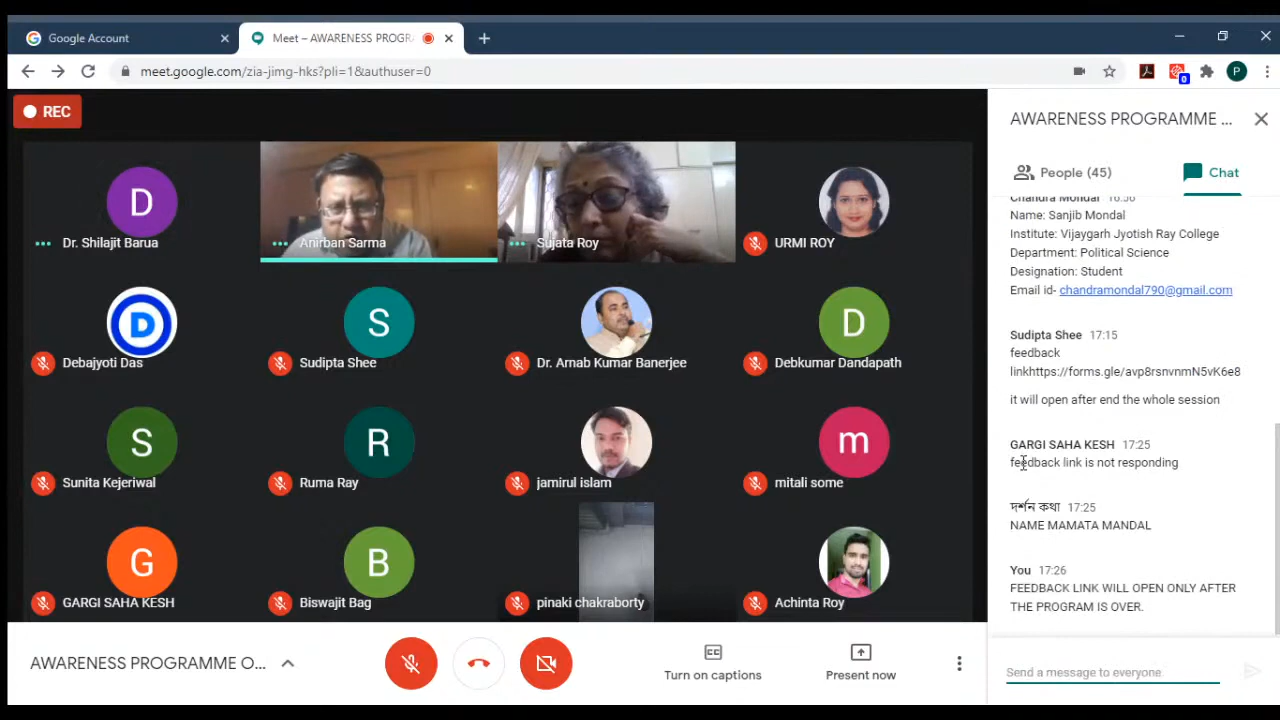 Google Account
Meet – AWARENESS PROGR
meet.google.com/zia-jimg-hks?pli=1&authuser=0
P
0
REC
D
Dr. Shilajit Barua
Anirban Sarma
Sujata Roy
URMI ROY
D
Debajyoti Das
S
Sudipta Shee
Dr. Arnab Kumar Banerjee
D
Debkumar Dandapath
S
Sunita Kejeriwal
R
Ruma Ray
jamirul islam
m
mitali some
G
GARGI SAHA KESH
B
Biswajit Bag
pinaki chakraborty
Achinta Roy
AWARENESS PROGRAMME O...
CC
Turn on captions
Present now
AWARENESS PROGRAMME ...
People (45)
Chat
Chandra Mondal 16:56
Name: Sanjib Mondal
Institute: Vijaygarh Jyotish Ray College
Department: Political Science
Designation: Student
Email id- chandramondal790@gmail.com
Sudipta Shee 17:15
feedback
linkhttps://forms.gle/avp8rsnvnmN5vK6e8
it will open after end the whole session
GARGI SAHA KESH 17:25
feedback link is not responding
দর্শন কথা 17:25
NAME MAMATA MANDAL
You 17:26
FEEDBACK LINK WILL OPEN ONLY AFTER
THE PROGRAM IS OVER.
Send a message to everyone